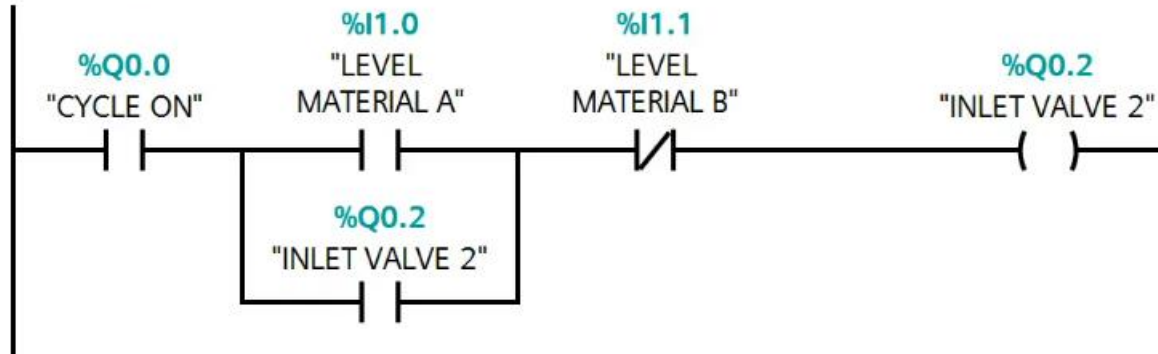 %I1.0 %I1.1
%Q0.0 "LEVEL "LEVEL %Q0.2
"CYCLE ON" MATERIAL A" MATERIAL B" "INLET VALVE 2"
%Q0.2
"INLET VALVE 2"